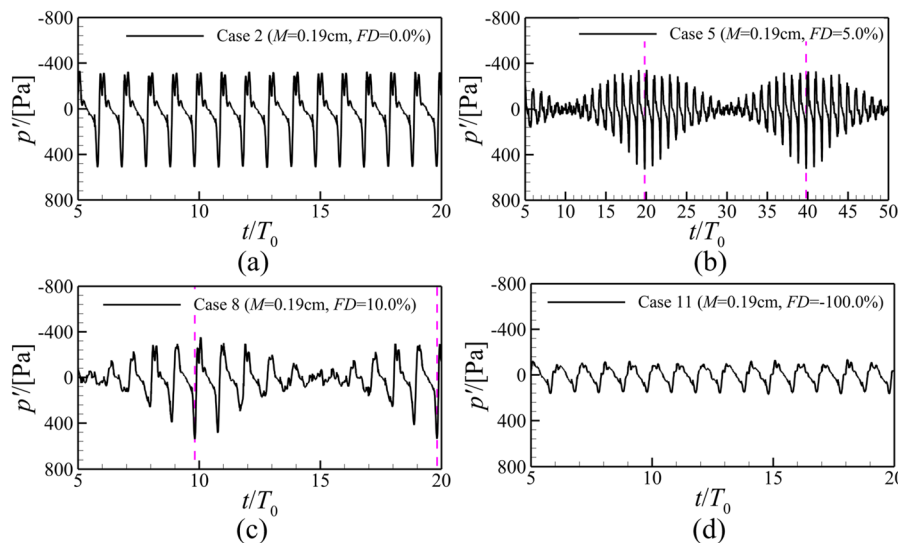 -800
-400
0
400
800
p'/[Pa]
Case 2 (M=0.19cm, FD=0.0%)
5 10 15 20
t/T0
(a)
-800
-400
0
400
800
p'/[Pa]
Case 5 (M=0.19cm, FD=5.0%)
5 10 15 20 25 30 35 40 45 50
t/T0
(b)
-800
-400
0
400
800
p'/[Pa]
Case 8 (M=0.19cm, FD=10.0%)
5 10 15 20
t/T0
(c)
-800
-400
0
400
800
p'/[Pa]
Case 11 (M=0.19cm, FD=-100.0%)
5 10 15 20
t/T0
(d)